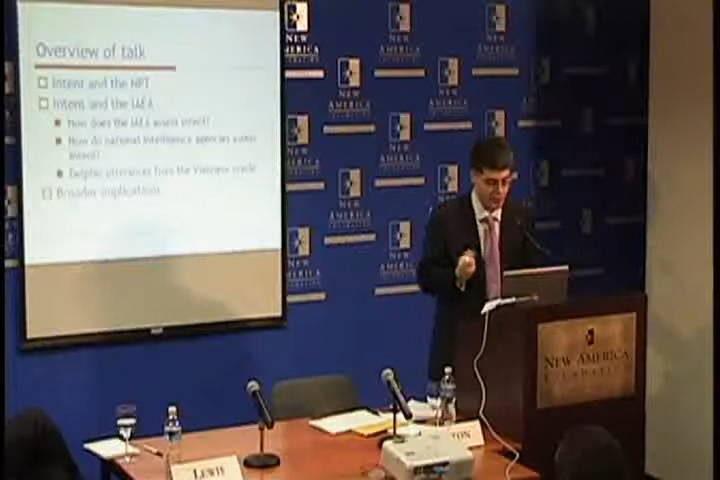 Overview of talk
Intent and the NPT
Intent and the IAEA
How does the IAEA assess intent?
How do national intelligence agencies assess
intent?
Delphic utterances from the Viennese oracle
Broader implications
NEW
AMERICA
FOUNDATION
NEW AMERICA
FOUNDATION
LEWIS
TON